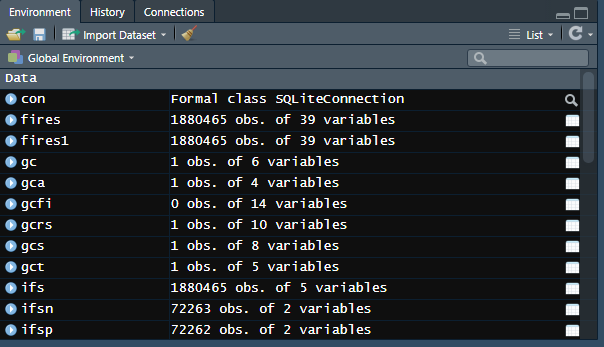 Environment History Connections
Import Dataset List
Global Environment
Data
con Formal class SQLiteConnection
fires 1880465 obs. of 39 variables
fires1 1880465 obs. of 39 variables
gc 1 obs. of 6 variables
gca 1 obs. of 4 variables
gcfi 0 obs. of 14 variables
gcrs 1 obs. of 10 variables
gcs 1 obs. of 8 variables
gct 1 obs. of 5 variables
ifs 1880465 obs. of 5 variables
ifsn 72263 obs. of 2 variables
ifsp 72262 obs. of 2 variables